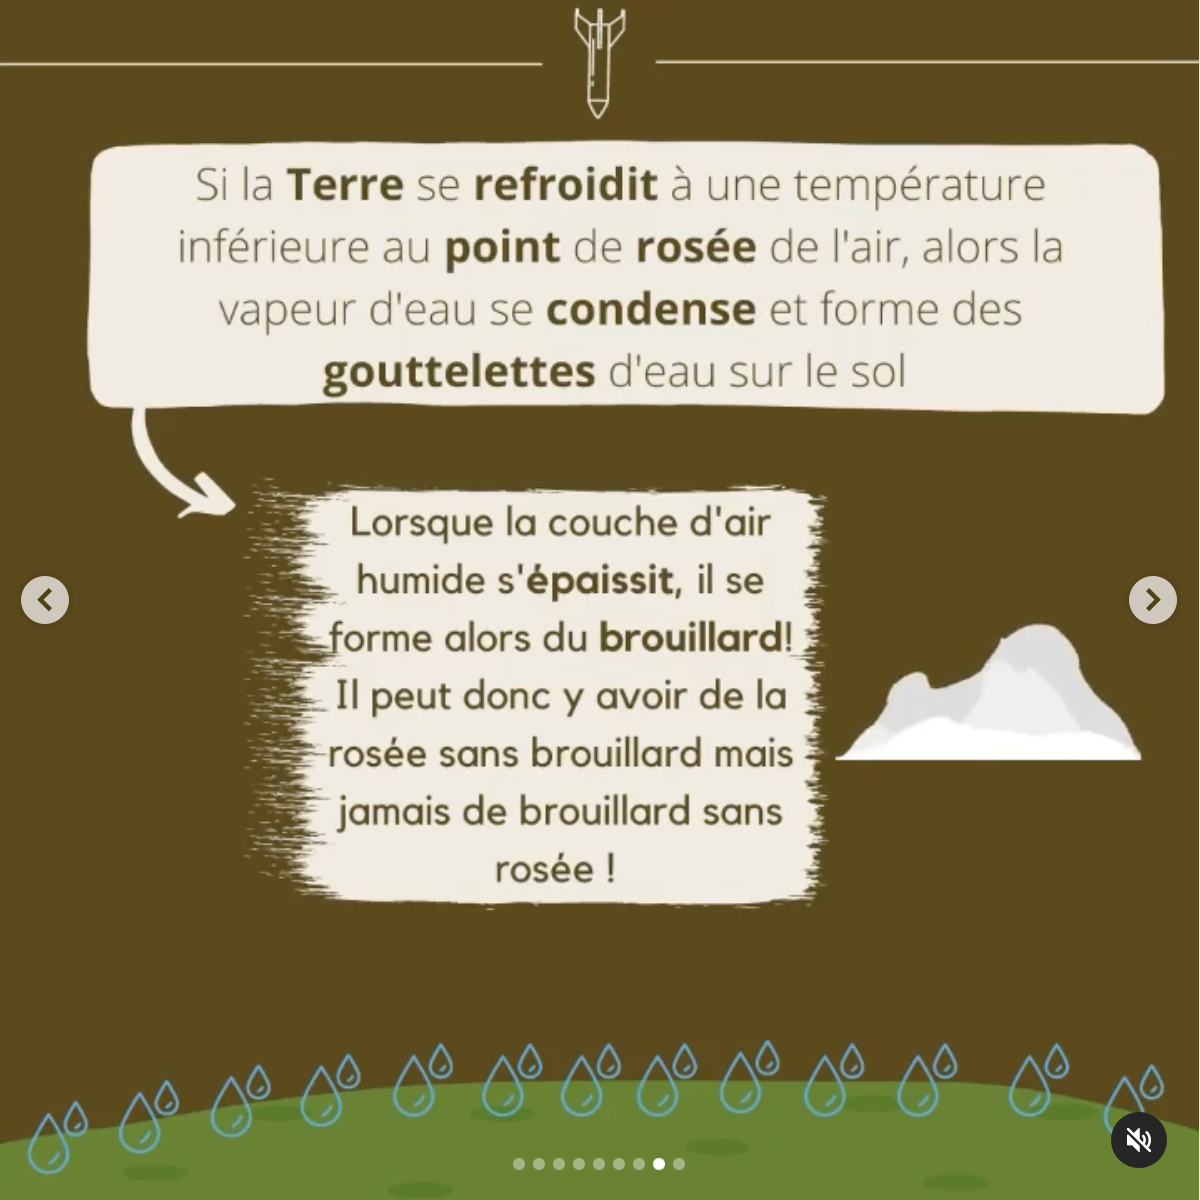 Si la Terre se refroidit à une température
inférieure au point de rosée de l'air, alors la
vapeur d'eau se condense et forme des
gouttelettes d'eau sur le sol
Lorsque la couche d'air
humide s'épaissit, il se
forme alors du brouillard!
Il peut donc y avoir de la
rosée sans brouillard mais
jamais de brouillard sans
rosée !